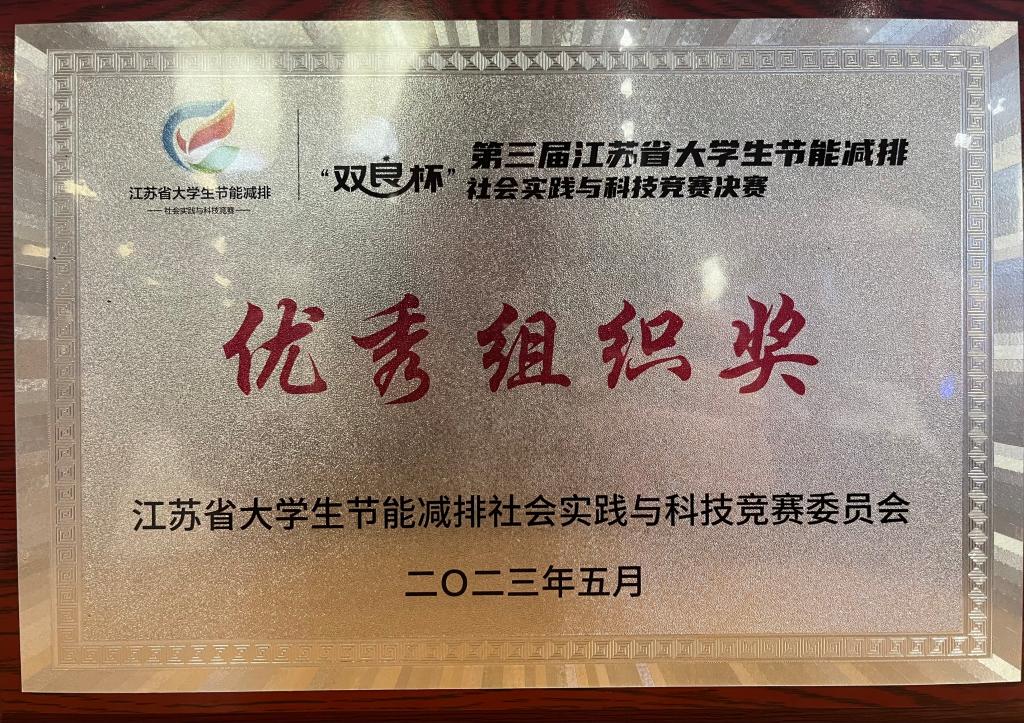 江苏省大学生节能减排
社会实践与科技竞赛
“双良杯”
第三届江苏省大学生节能减排
社会实践与科技竞赛决赛
优秀组织奖
江苏省大学生节能减排社会实践与科技竞赛委员会
二〇二三年五月